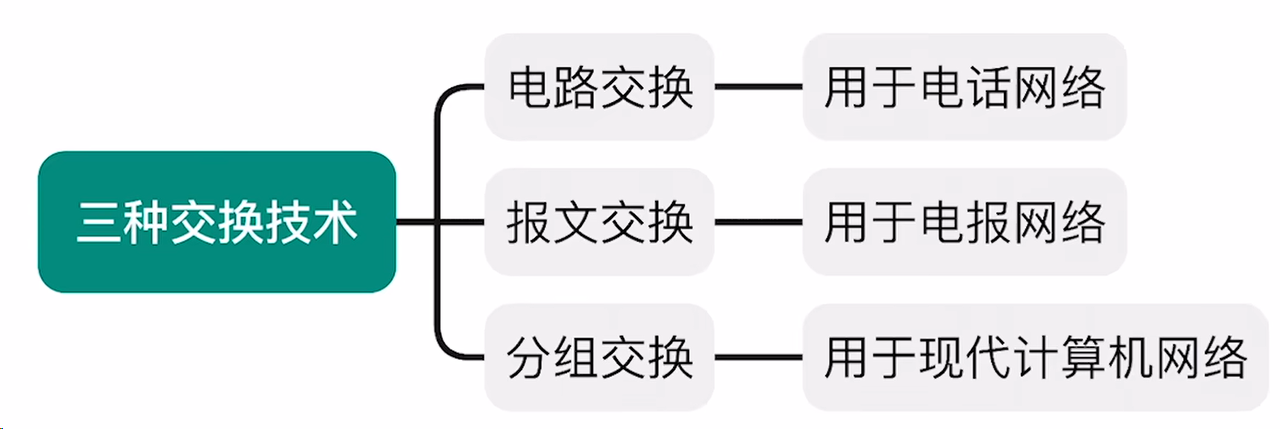 三种交换技术
电路交换
用于电话网络
报文交换
用于电报网络
分组交换
用于现代计算机网络